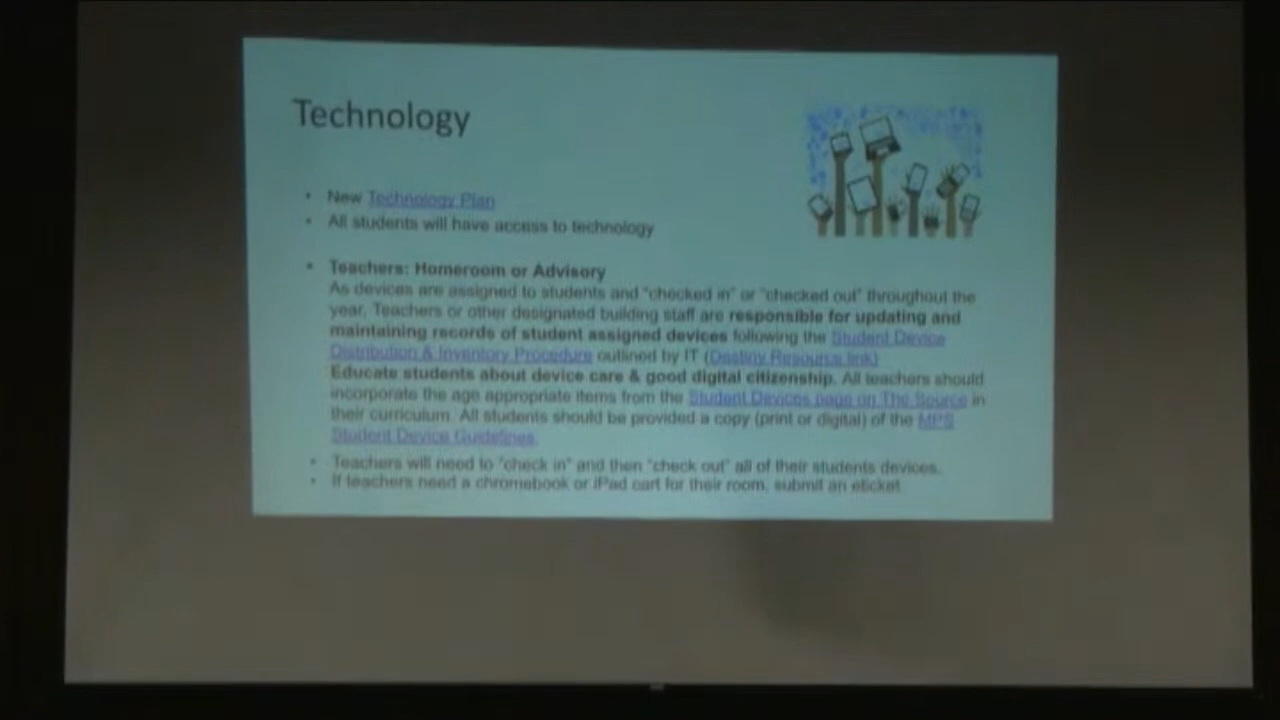 Technology
• New Technology Plan
• All students will have access to technology
• Teachers: Homeroom or Advisory
As devices are assigned to students and "checked in" or "checked out" throughout the
year, Teachers or other designated building staff are responsible for updating and
maintaining records of student assigned devices following the Student Device
Distribution & Inventory Procedure outlined by IT (Destiny Resource link)
Educate students about device care & good digital citizenship. All teachers should
incorporate the age appropriate items from the Student Devices page on The Source in
their curriculum. All students should be provided a copy (print or digital) of the MPS
Student Device Guidelines.
• Teachers will need to "check in" and then "check out" all of their students devices.
• If teachers need a chromebook or iPad cart for their room, submit an eticket